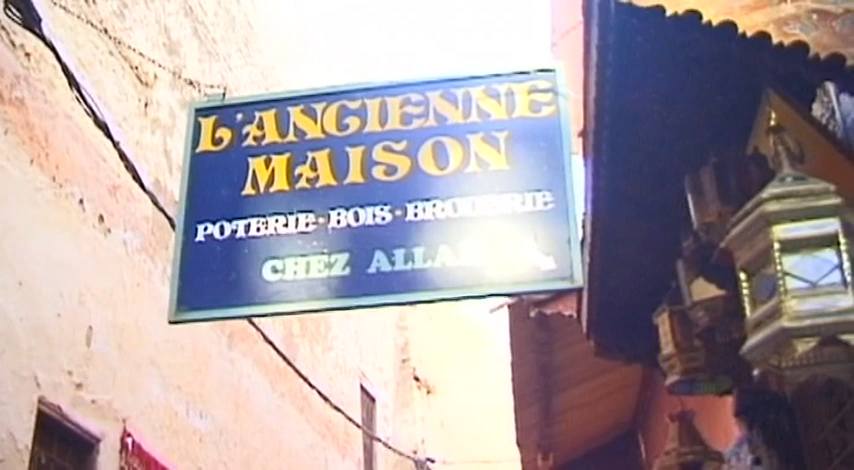 L'ANCIENNE
MAISON
POTERIE · BOIS · BRODERIE
CHEZ